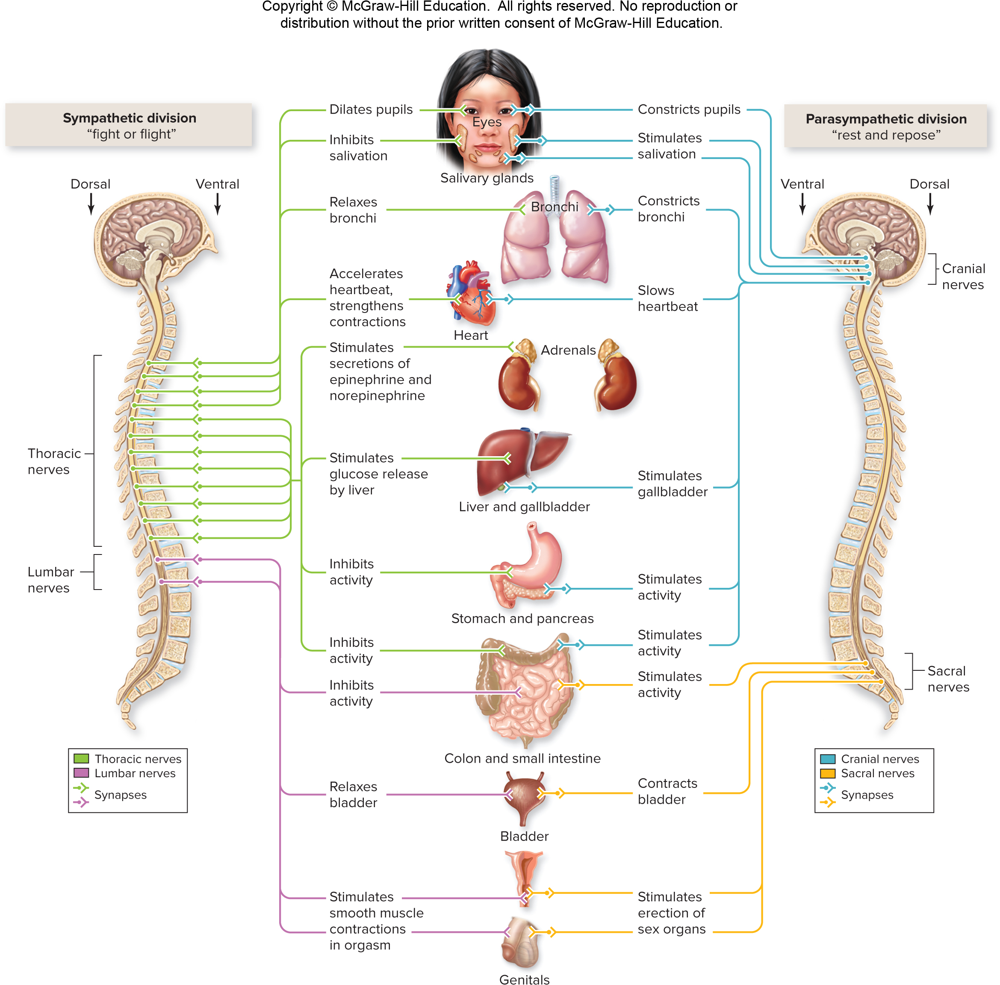 Copyright © McGraw-Hill Education. All rights reserved. No reproduction or
distribution without the prior written consent of McGraw-Hill Education.
Sympathetic division
“fight or flight”
Dorsal
Ventral
Thoracic
nerves
Lumbar
nerves
Thoracic nerves
Lumbar nerves
Synapses
Dilates pupils
Inhibits
salivation
Relaxes
bronchi
Accelerates
heartbeat,
strengthens
contractions
Stimulates
secretions of
epinephrine and
norepinephrine
Stimulates
glucose release
by liver
Inhibits
activity
Inhibits
activity
Inhibits
activity
Relaxes
bladder
Stimulates
smooth muscle
contractions
in orgasm
Eyes
Salivary glands
Bronchi
Heart
Adrenals
Liver and gallbladder
Stomach and pancreas
Colon and small intestine
Bladder
Genitals
Constricts pupils
Stimulates
salivation
Constricts
bronchi
Slows
heartbeat
Stimulates
gallbladder
Stimulates
activity
Stimulates
activity
Stimulates
activity
Contracts
bladder
Stimulates
erection of
sex organs
Parasympathetic division
“rest and repose”
Ventral
Dorsal
Cranial
nerves
Sacral
nerves
Cranial nerves
Sacral nerves
Synapses